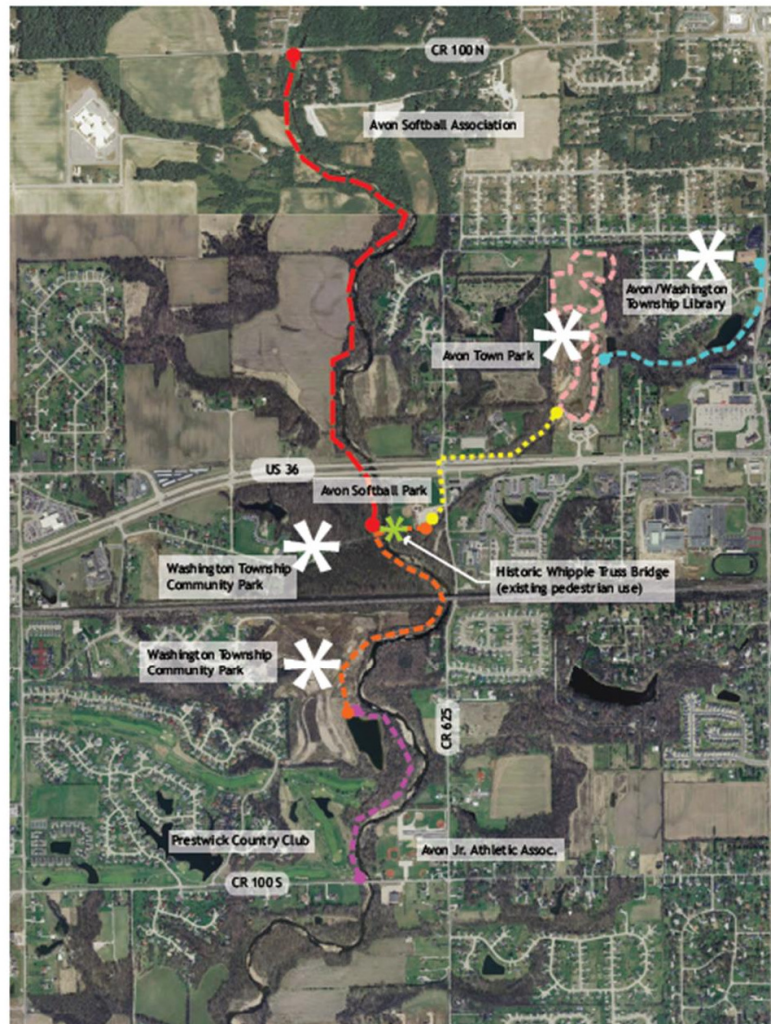 CR 100 N
Avon Softball Association
Avon/Washington
Township Library
Avon Town Park
US 36
Avon Softball Park
Washington Township
Community Park
Historic Whipple Truss Bridge
(existing pedestrian use)
Washington Township
Community Park
CR 625
Prestwick Country Club
Avon Jr. Athletic Assoc.
CR 100 S